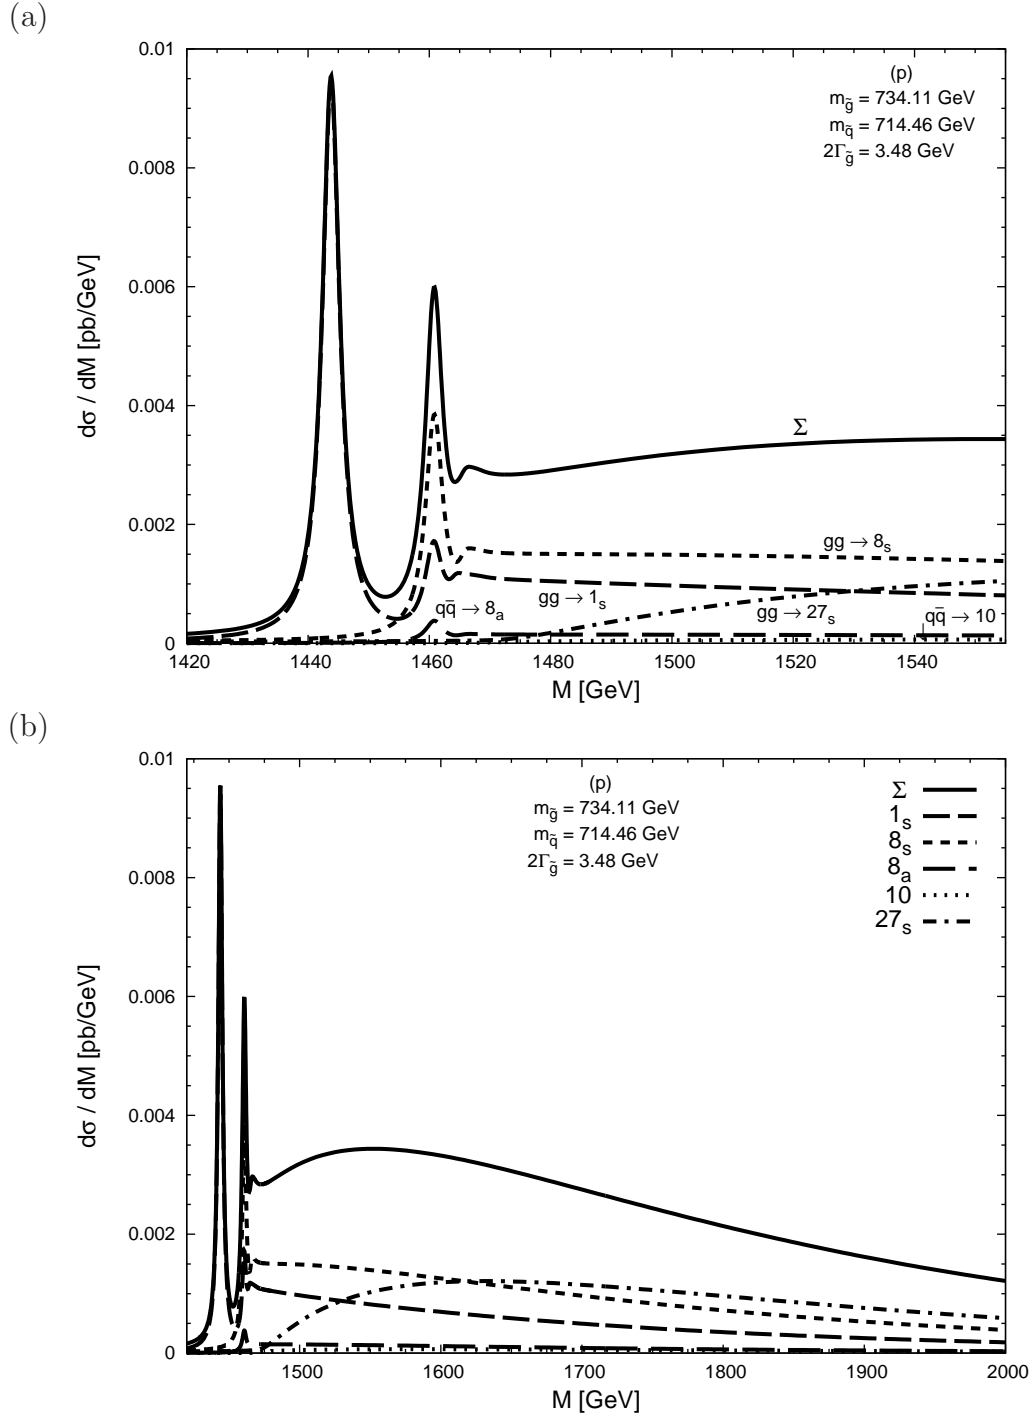 (a)
0.01
0.008
0.006
0.004
0.002
0
dσ / dM [pb/GeV]
(p)
m_g̃ = 734.11 GeV
m_q̃ = 714.46 GeV
2Γ_g̃ = 3.48 GeV
Σ
gg → 8_s
qq̄ → 8_a
gg → 1_s
gg → 27_s
qq̄ → 10
1420 1440 1460 1480 1500 1520 1540
M [GeV]
(b)
0.01
0.008
0.006
0.004
0.002
0
dσ / dM [pb/GeV]
(p)
m_g̃ = 734.11 GeV
m_q̃ = 714.46 GeV
2Γ_g̃ = 3.48 GeV
Σ
1_s
8_s
8_a
10
27_s
1500 1600 1700 1800 1900 2000
M [GeV]